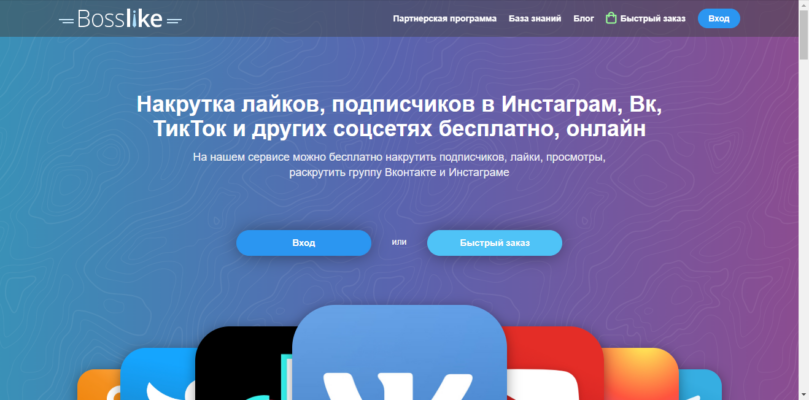 Bosslike
Партнерская программа База знаний Блог Быстрый заказ Вход
Накрутка лайков, подписчиков в Инстаграм, Вк,
ТикТок и других соцсетях бесплатно, онлайн
На нашем сервисе можно бесплатно накрутить подписчиков, лайки, просмотры,
раскрутить группу Вконтакте и Инстаграме
Вход или Быстрый заказ